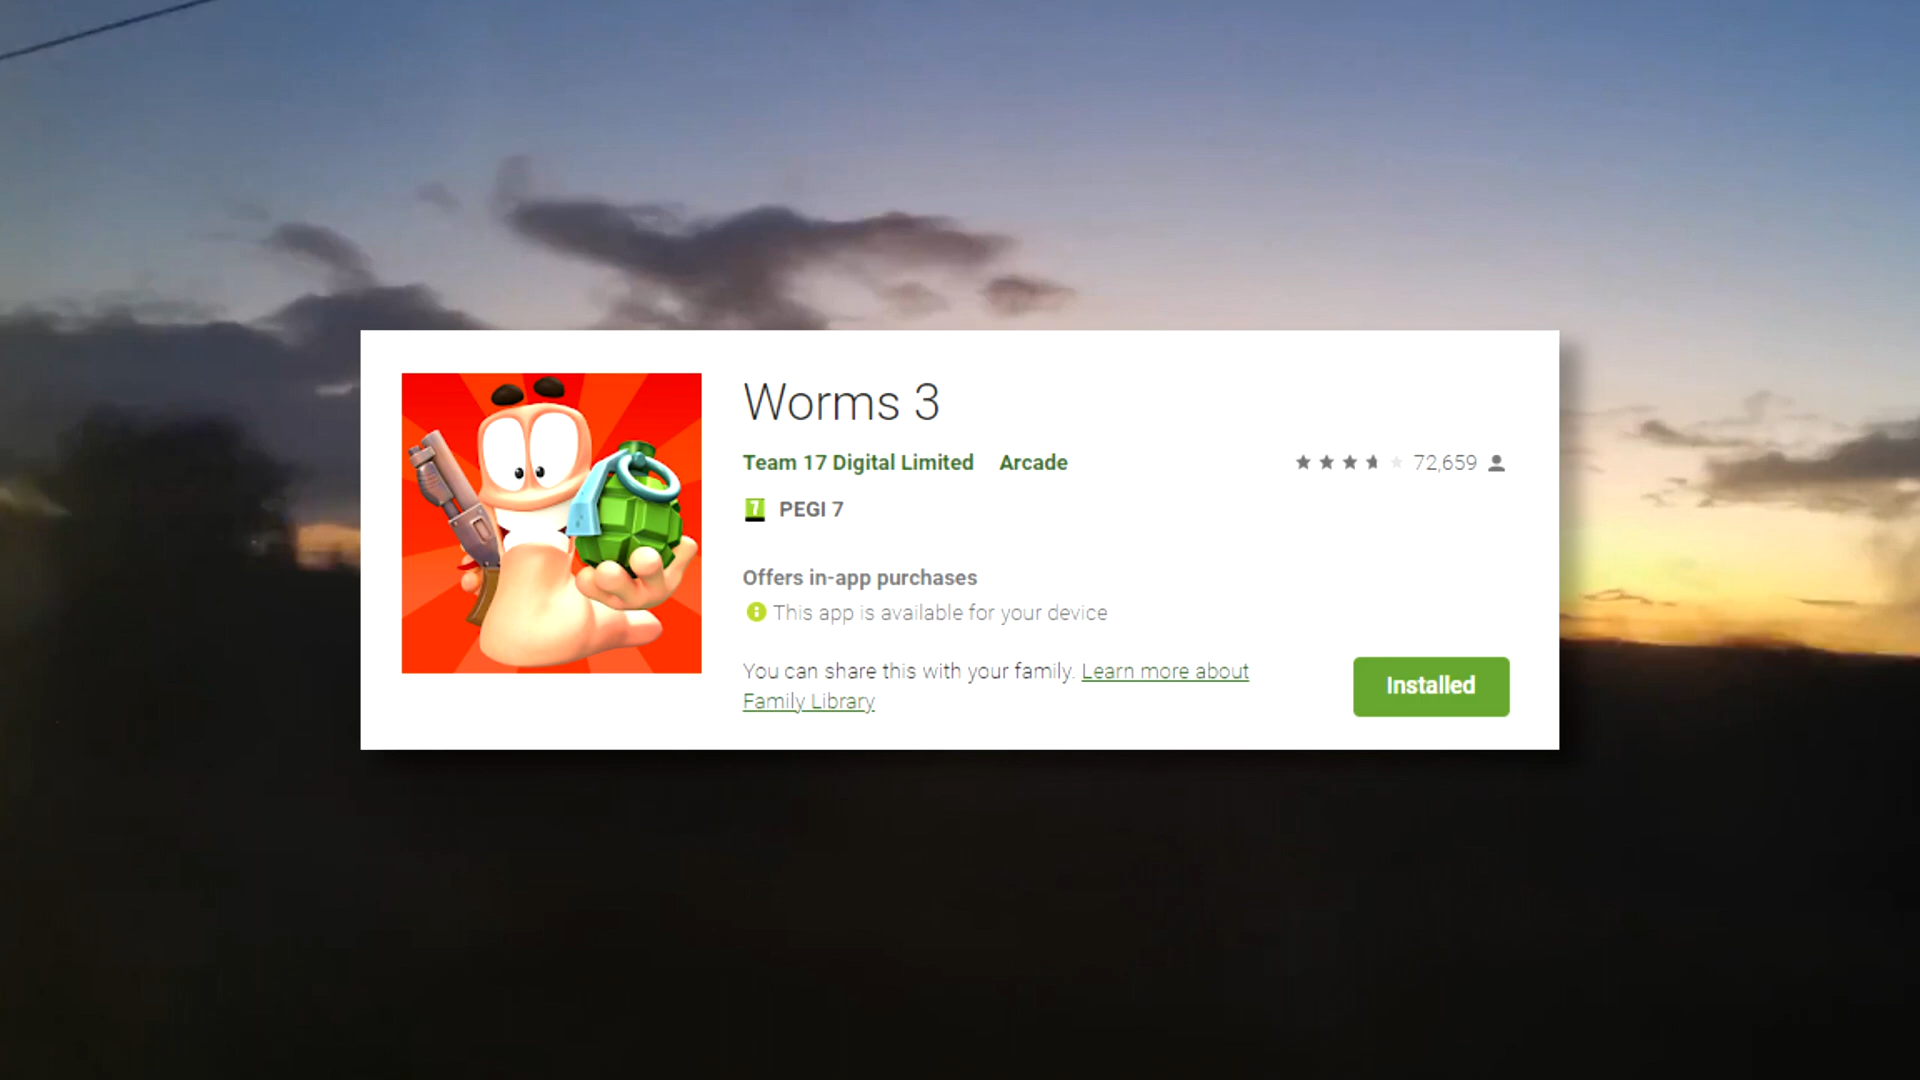 Worms 3
Team 17 Digital Limited Arcade
72,659
7 PEGI 7
Offers in-app purchases
This app is available for your device
You can share this with your family. Learn more about
Family Library
Installed